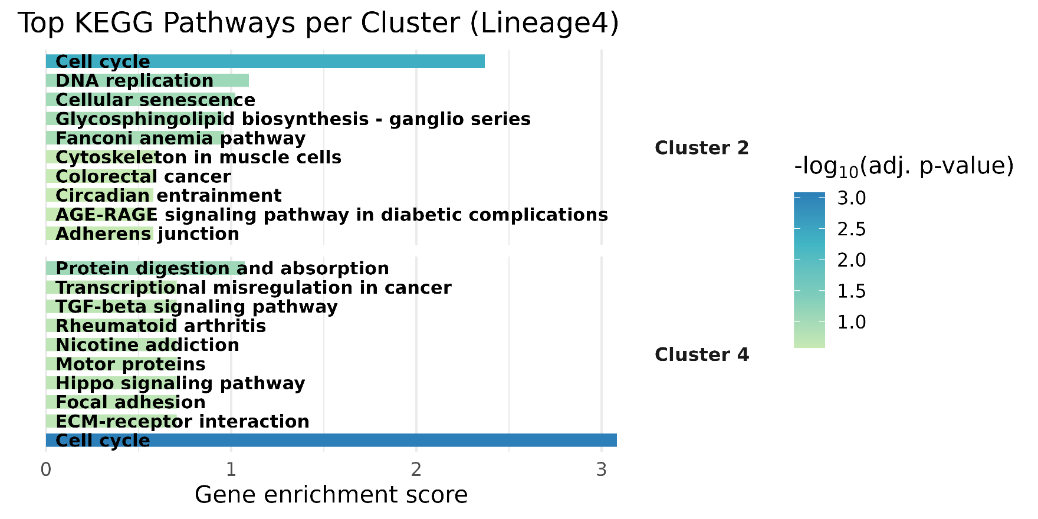 Top KEGG Pathways per Cluster (Lineage4)
Cell cycle
DNA replication
Cellular senescence
Glycosphingolipid biosynthesis - ganglio series
Fanconi anemia pathway
Cytoskeleton in muscle cells
Colorectal cancer
Circadian entrainment
AGE-RAGE signaling pathway in diabetic complications
Adherens junction
Cluster 2
Protein digestion and absorption
Transcriptional misregulation in cancer
TGF-beta signaling pathway
Rheumatoid arthritis
Nicotine addiction
Motor proteins
Hippo signaling pathway
Focal adhesion
ECM-receptor interaction
Cell cycle
Cluster 4
0 1 2 3
Gene enrichment score
-log10(adj. p-value)
3.0
2.5
2.0
1.5
1.0